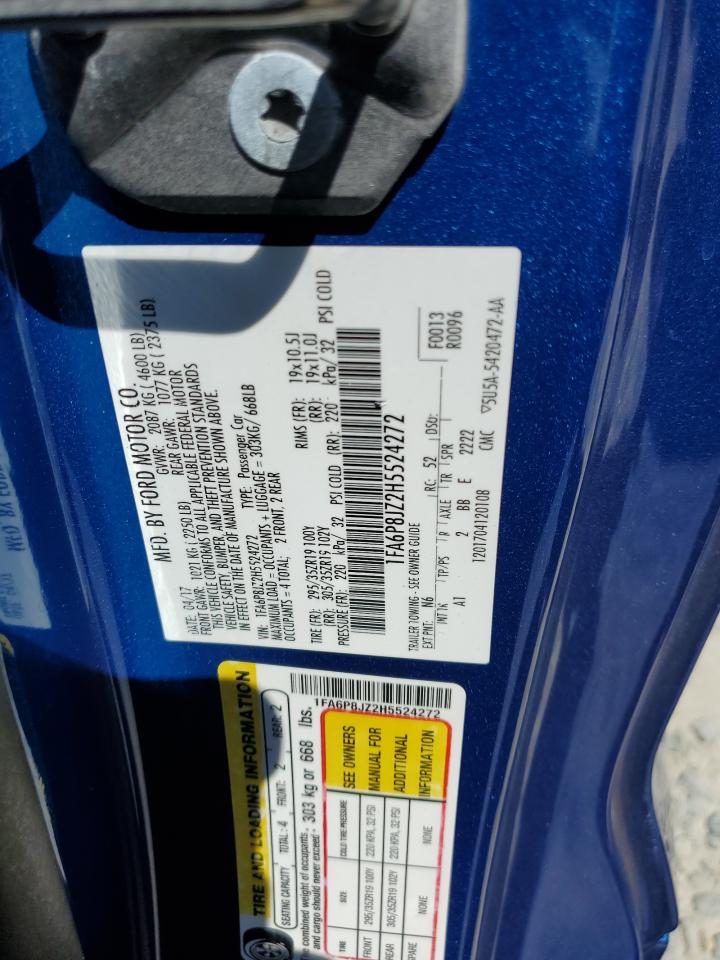 MFD. BY FORD MOTOR CO.
DATE: 04/17 GVWR: 2087 KG ( 4600 LB)
FRONT GAWR: 1021 KG ( 2250 LB) REAR GAWR: 1077 KG ( 2375 LB).
THIS VEHICLE CONFORMS TO ALL APPLICABLE FEDERAL MOTOR
VEHICLE SAFETY, BUMPER, AND THEFT PREVENTION STANDARDS
IN EFFECT ON THE DATE OF MANUFACTURE SHOWN ABOVE.
VIN: 1FA6P8JZ2H5524272 TYPE: Passenger Car
MAXIMUM LOAD = OCCUPANTS + LUGGAGE = 303KG/ 668LB
OCCUPANTS = 4 TOTAL: 2 FRONT, 2 REAR
TIRE (FR): 295/35ZR19 100Y RIMS (FR): 19x10.5J
(RR): 305/35ZR19 102Y (RR): 19x11.0J
PRESSURE (FR): 220 kPa/ 32 PSI COLD (RR): 220 kPa/ 32 PSI COLD
1FA6P8JZ2H5524272
TRAILER TOWING - SEE OWNER GUIDE
EXT PNT: N6 RC: 52 DSO: F0013
R0096
INT TR TP/PS R AXLE TR SPR
A1 2 BB E 2222
1201704120108 CMC 5U5A-5420472-AA
TIRE AND LOADING INFORMATION
SEATING CAPACITY TOTAL: 4 FRONT: 2 REAR: 2
combined weight of occupants
and cargo should never exceed: 303 kg or 668 lbs.
1FA6P8JZ2H5524272
TIRE SIZE COLD TIRE PRESSURE
FRONT 295/35ZR19 100Y 220 KPA, 32 PSI
REAR 305/35ZR19 102Y 220 KPA, 32 PSI
SPARE NONE NONE
SEE OWNERS
MANUAL FOR
ADDITIONAL
INFORMATION